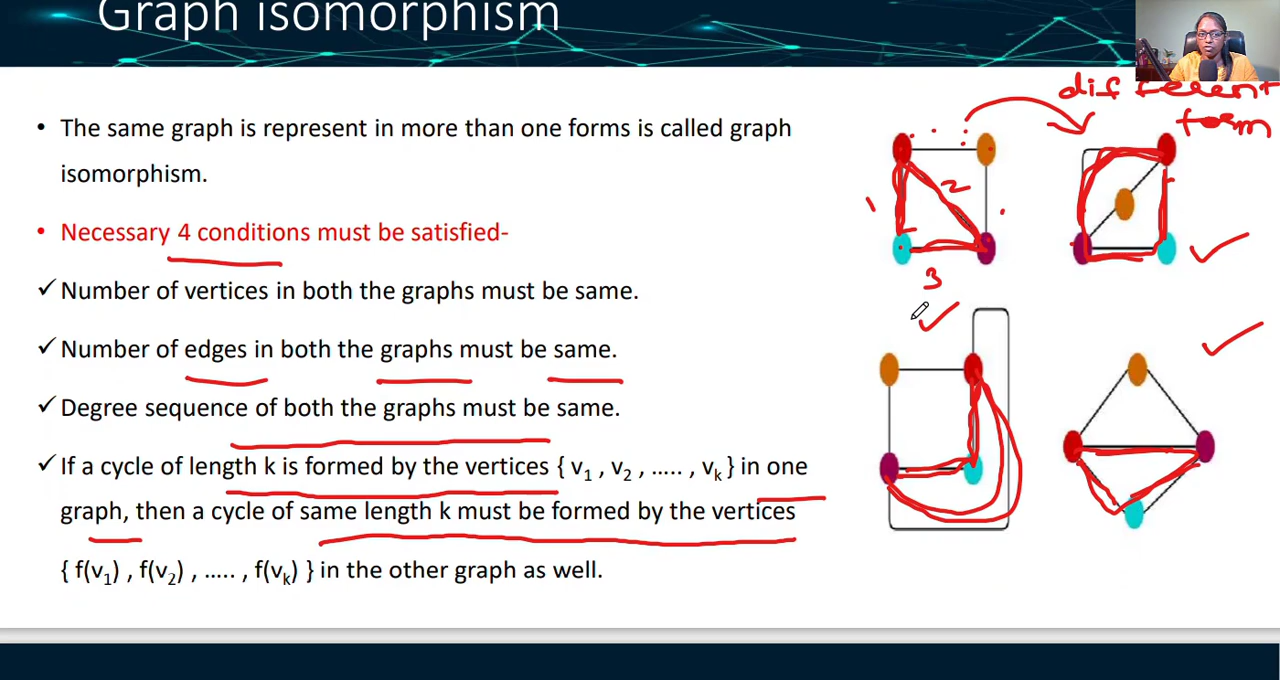 Graph isomorphism
• The same graph is represent in more than one forms is called graph
isomorphism.
• Necessary 4 conditions must be satisfied-
✓ Number of vertices in both the graphs must be same.
✓ Number of edges in both the graphs must be same.
✓ Degree sequence of both the graphs must be same.
✓ If a cycle of length k is formed by the vertices { v₁ , v₂ , ..... , vₖ } in one
graph, then a cycle of same length k must be formed by the vertices
{ f(v₁) , f(v₂) , ..... , f(vₖ) } in the other graph as well.
different
form
1
2
3